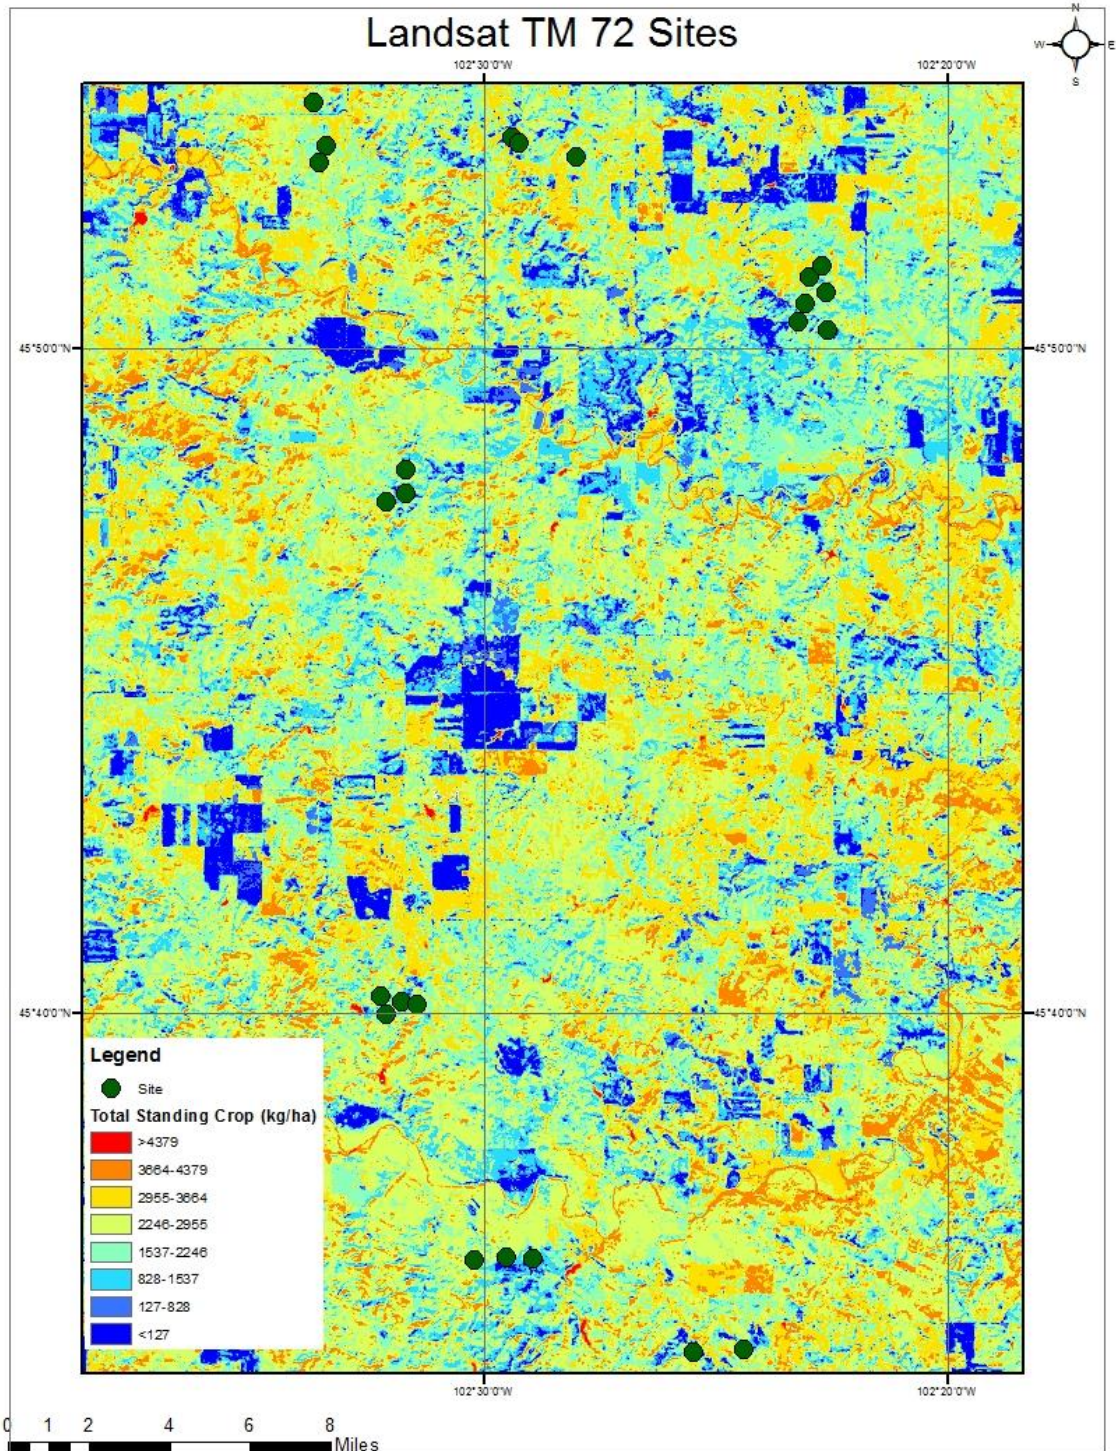 Landsat TM 72 Sites
N
W E
S
102°30'0"W 102°20'0"W
45°50'0"N 45°50'0"N
45°40'0"N 45°40'0"N
Legend
Site
Total Standing Crop (kg/ha)
>4379
3664-4379
2955-3664
2246-2955
1537-2246
828-1537
127-828
<127
102°30'0"W 102°20'0"W
0 1 2 4 6 8
Miles